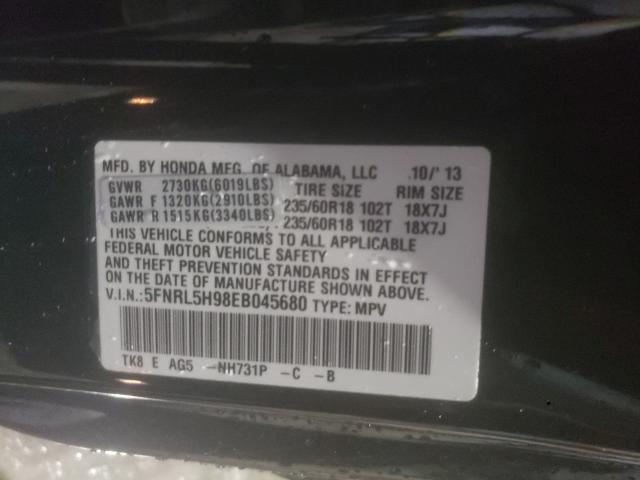 MFD. BY HONDA MFG. OF ALABAMA, LLC 10/'13
GVWR 2730KG(6019LBS) TIRE SIZE RIM SIZE
GAWR F 1320KG(2910LBS) 235/60R18 102T 18X7J
GAWR R 1515KG(3340LBS) 235/60R18 102T 18X7J
THIS VEHICLE CONFORMS TO ALL APPLICABLE
FEDERAL MOTOR VEHICLE SAFETY
AND THEFT PREVENTION STANDARDS IN EFFECT
ON THE DATE OF MANUFACTURE SHOWN ABOVE.
V.I.N.:5FNRL5H98EB045680 TYPE: MPV
TK8 E AG5 -NH731P -C -B